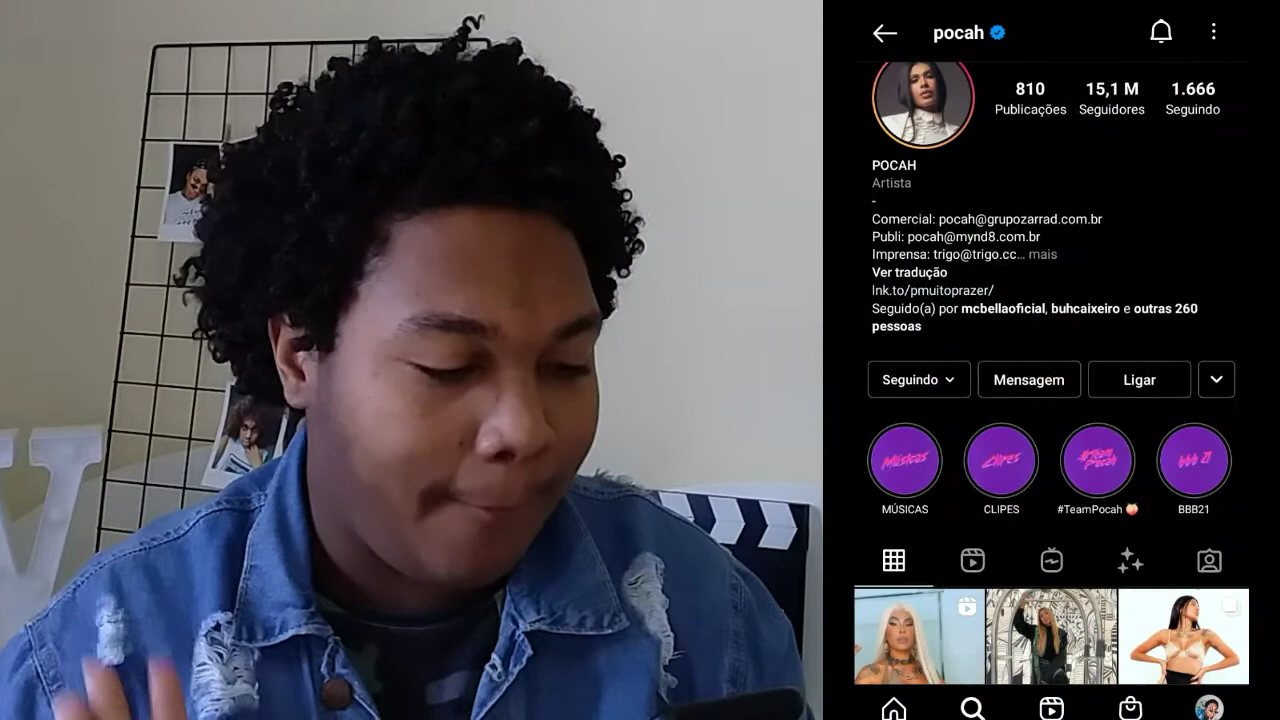 pocah
810
15,1 M
1.666
Publicações
Seguidores
Seguindo
POCAH
Artista
-
Comercial: pocah@grupozarrad.com.br
Publi: pocah@mynd8.com.br
Imprensa: trigo@trigo.cc... mais
Ver tradução
lnk.to/pmuitoprazer/
Seguido(a) por mcbellaoficial, buhcaixeiro e outras 260
pessoas
Seguindo
Mensagem
Ligar
Músicas
Clipes
#Team
Pocah
bbb 21
MÚSICAS
CLIPES
#TeamPocah 🍑
BBB21